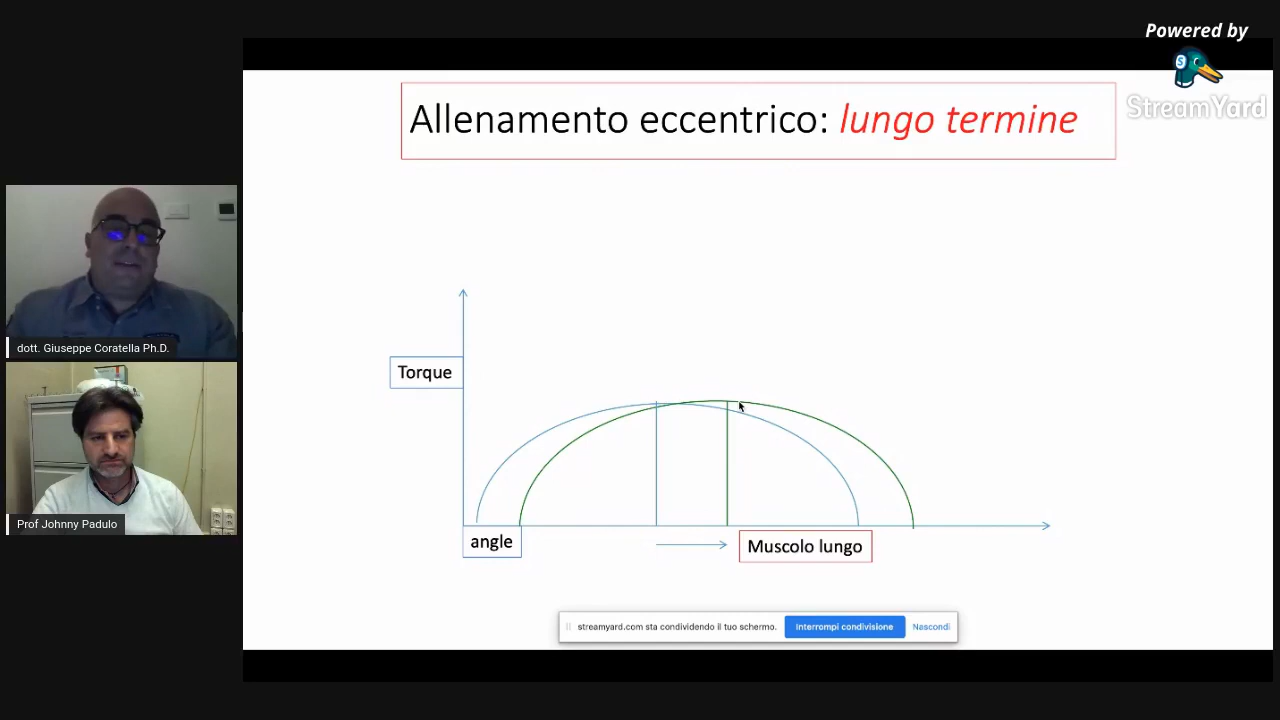 Powered by
StreamYard
Allenamento eccentrico: lungo termine
dott. Giuseppe Coratella Ph.D.
Torque
Prof Johnny Padulo
angle
Muscolo lungo
streamyard.com sta condividendo il tuo schermo.
Interrompi condivisione
Nascondi